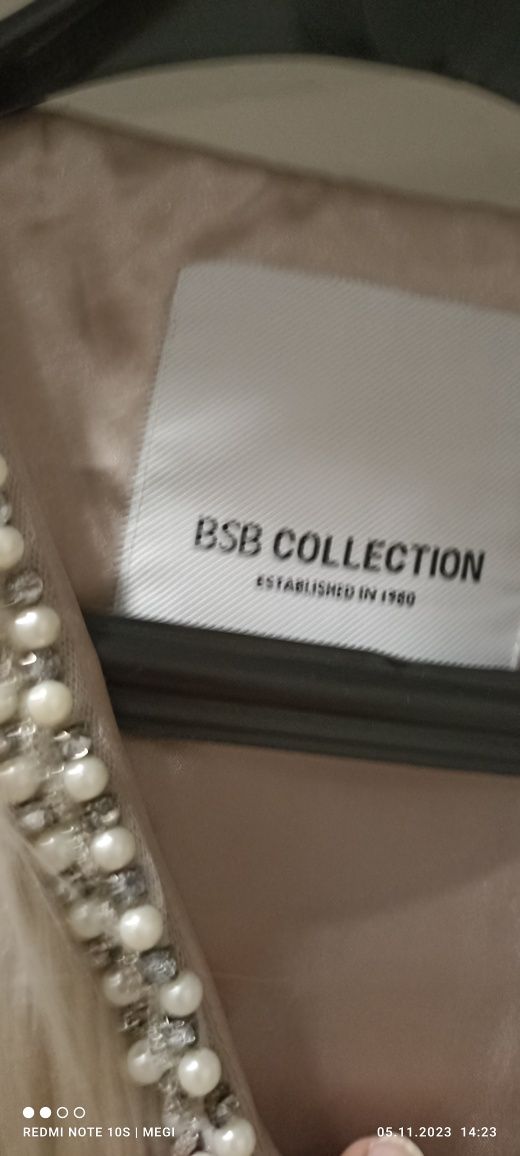 BSB COLLECTION
ESTABLISHED IN 1980
REDMI NOTE 10S | MEGI
05.11.2023 14:23